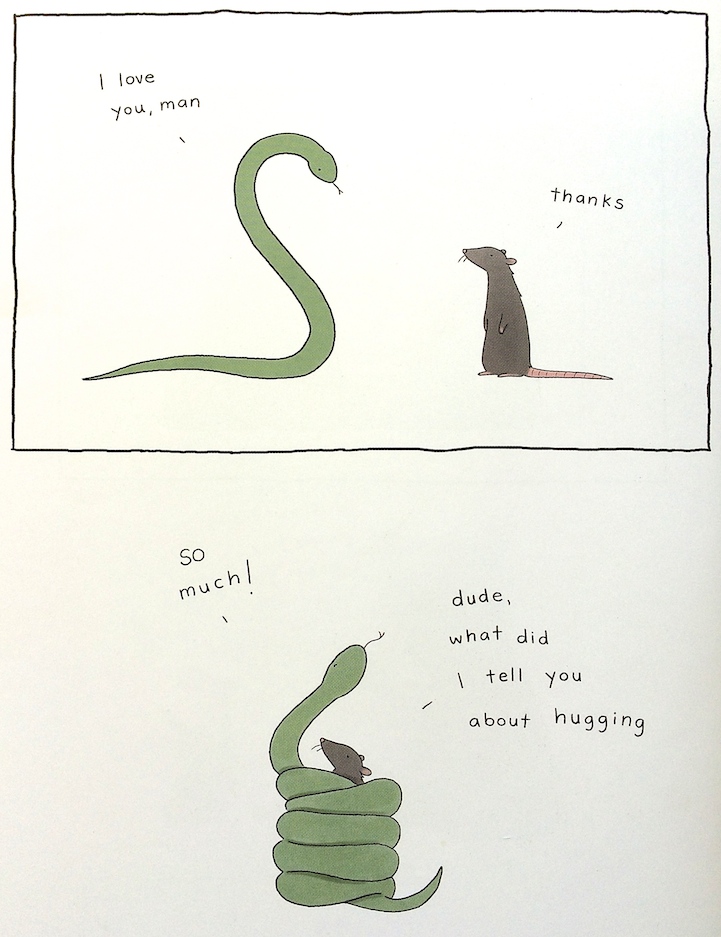 I love
you, man
thanks
so
much!
dude,
what did
I tell you
about hugging